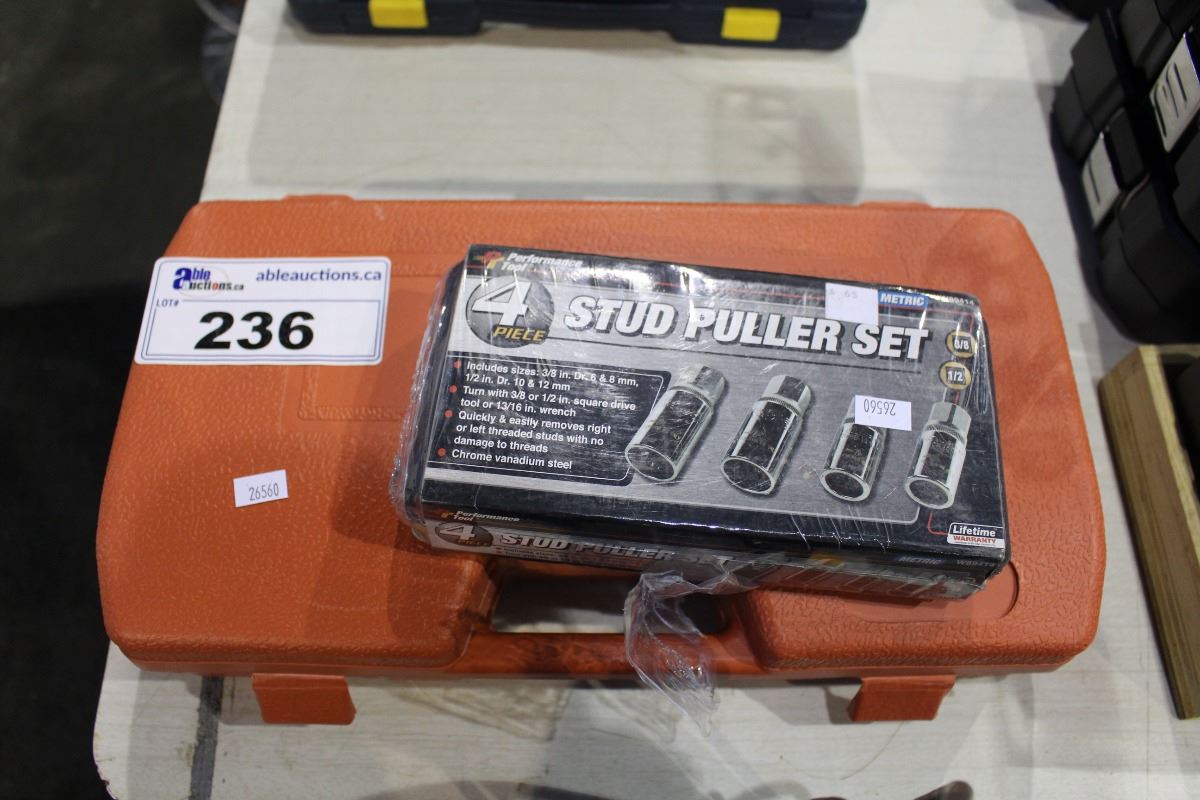 able
auctions.ca
ableauctions.ca
LOT#
236
26560
Performance
Tool
4
PIECE
STUD PULLER SET
METRIC
3/8
1/2
• Includes sizes: 3/8 in. Dr. 6 & 8 mm,
1/2 in. Dr. 10 & 12 mm
• Turn with 3/8 or 1/2 in. square drive
tool or 13/16 in. wrench
• Quickly & easily removes right
or left threaded studs with no
damage to threads
• Chrome vanadium steel
26560
Lifetime
WARRANTY
Performance
Tool
4
STUD PULLER
METRIC